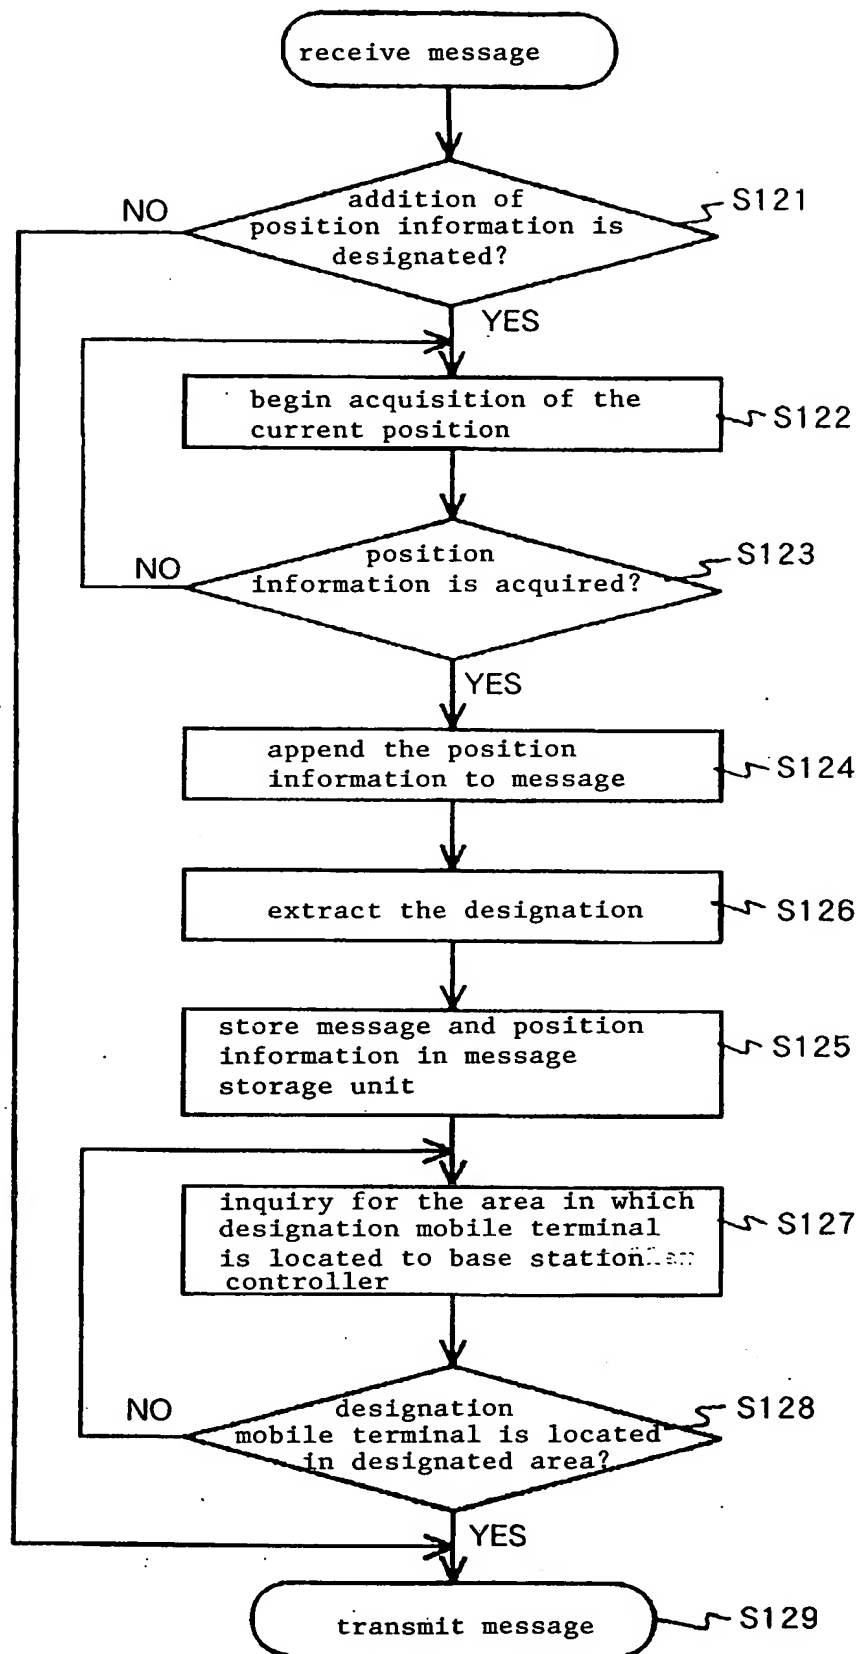 receive message
addition of
position information is
designated?
S121
NO
YES
begin acquisition of the
current position
S122
position
information is acquired?
S123
NO
YES
append the position
information to message
S124
extract the designation
S126
store message and position
information in message
storage unit
S125
inquiry for the area in which
designation mobile terminal
is located to base station
controller
S127
designation
mobile terminal is located
in designated area?
S128
NO
YES
transmit message
S129